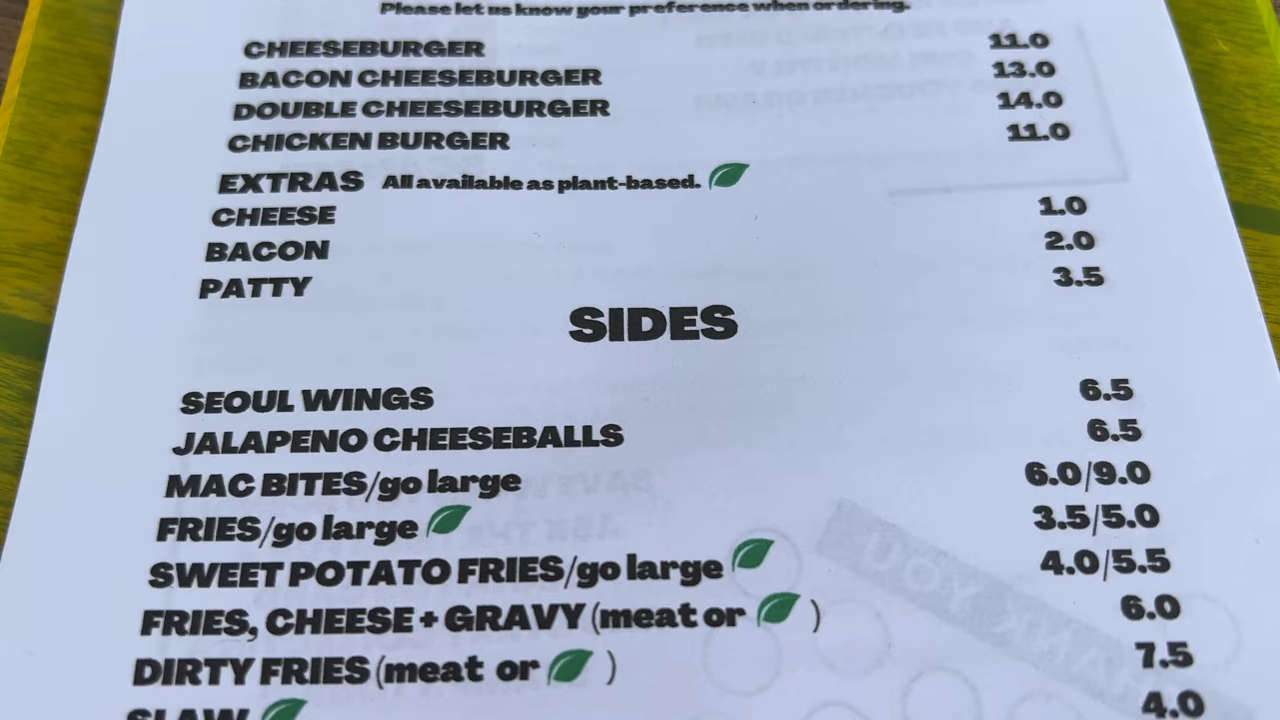 Please let us know your preference when ordering.
CHEESEBURGER 11.0
BACON CHEESEBURGER 13.0
DOUBLE CHEESEBURGER 14.0
CHICKEN BURGER 11.0
EXTRAS All available as plant-based.
CHEESE 1.0
BACON 2.0
PATTY 3.5
SIDES
SEOUL WINGS 6.5
JALAPENO CHEESEBALLS 6.5
MAC BITES/go large 6.0/9.0
FRIES/go large 3.5/5.0
SWEET POTATO FRIES/go large 4.0/5.5
FRIES, CHEESE + GRAVY (meat or ) 6.0
DIRTY FRIES (meat or ) 7.5
SLAW 4.0